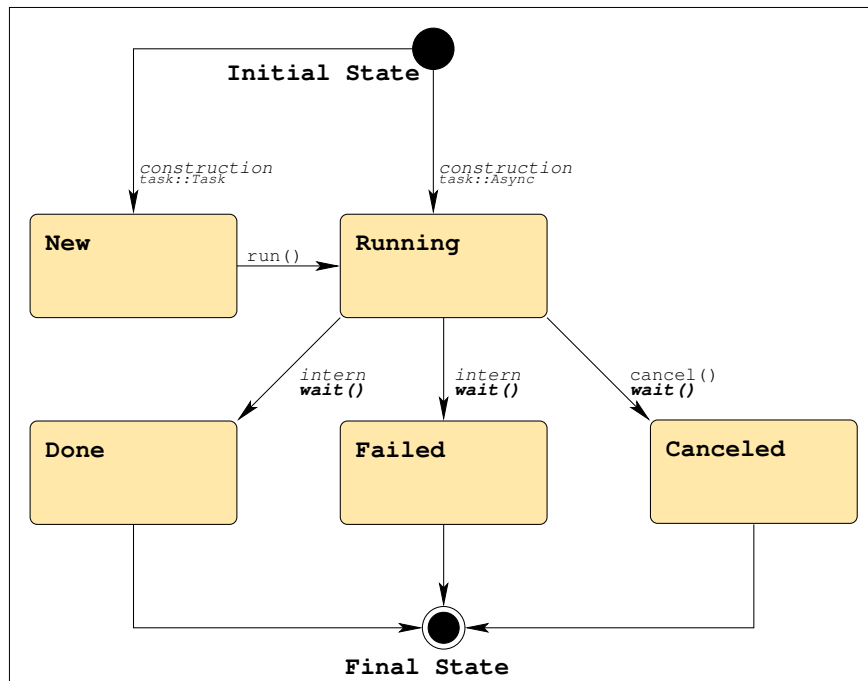 Initial State
construction
task::Task
construction
task::Async
New
run()
Running
intern
wait()
intern
wait()
cancel()
wait()
Done
Failed
Canceled
Final State